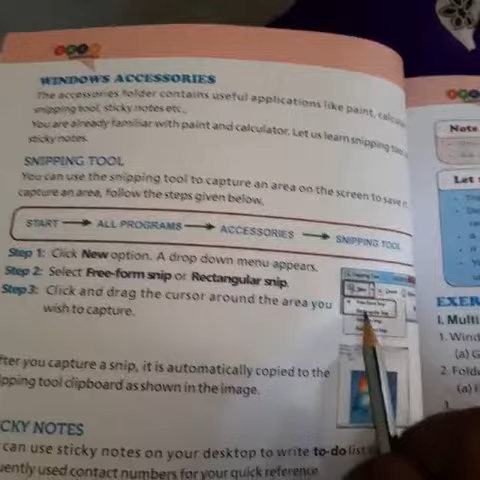 WINDOWS ACCESSORIES
The accessories folder contains useful applications like paint,
snipping tool, sticky notes etc.,
You are already familiar with paint and calculator. Let us learn snipping tool
sticky notes.
SNIPPING TOOL
You can use the snipping tool to capture an area on the screen to save it
capture an area, follow the steps given below.
START ALL PROGRAMS ACCESSORIES SNIPPING TOOL
Step 1: Click New option. A drop down menu appears.
Step 2: Select Free-form snip or Rectangular snip.
Step 3: Click and drag the cursor around the area you
wish to capture.
fter you capture a snip, it is automatically copied to the
ipping tool clipboard as shown in the image.
CKY NOTES
can use sticky notes on your desktop to write to-do list
uently used contact numbers for your quick reference
Note
Let
EXER
I. Multi
1. Wind
(a) G
2. Folde
(a) F